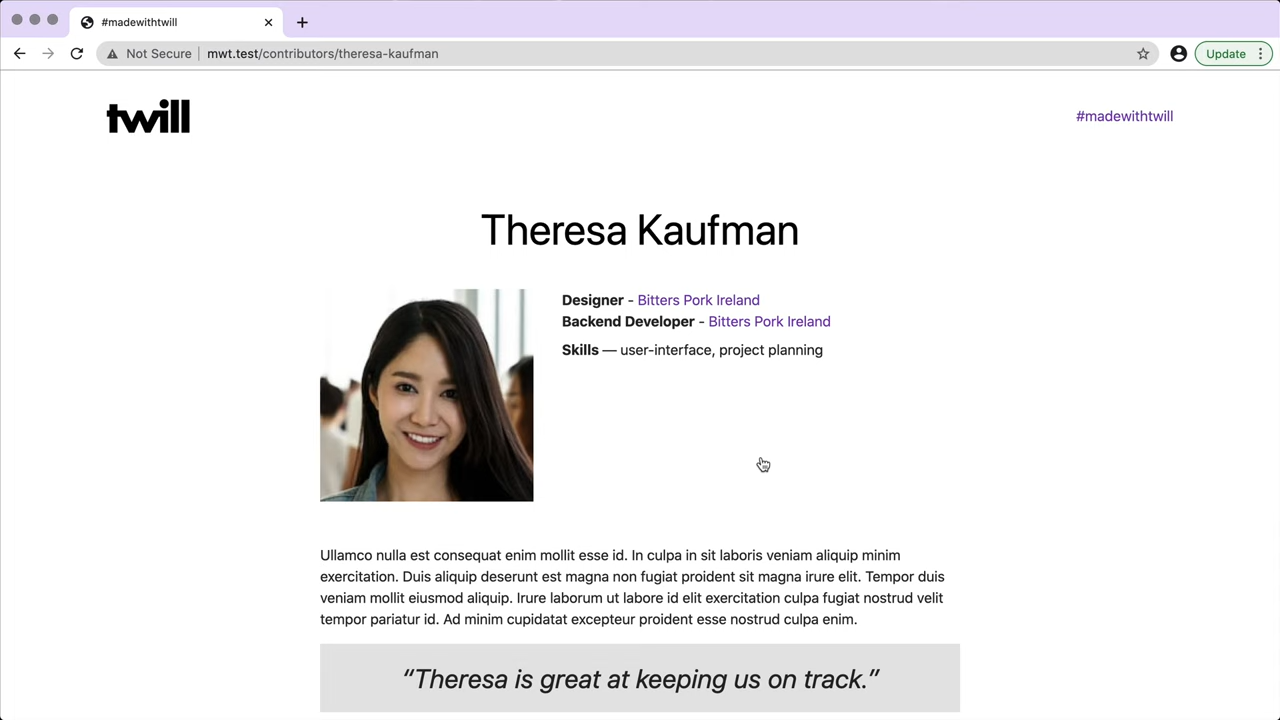 #madewithtwill
Not Secure
mwt.test/contributors/theresa-kaufman
Update
twill
#madewithtwill
Theresa Kaufman
Designer - Bitters Pork Ireland
Backend Developer - Bitters Pork Ireland
Skills — user-interface, project planning
Ullamco nulla est consequat enim mollit esse id. In culpa in sit laboris veniam aliquip minim
exercitation. Duis aliquip deserunt est magna non fugiat proident sit magna irure elit. Tempor duis
veniam mollit eiusmod aliquip. Irure laborum ut labore id elit exercitation culpa fugiat nostrud velit
tempor pariatur id. Ad minim cupidatat excepteur proident esse nostrud culpa enim.
“Theresa is great at keeping us on track.”